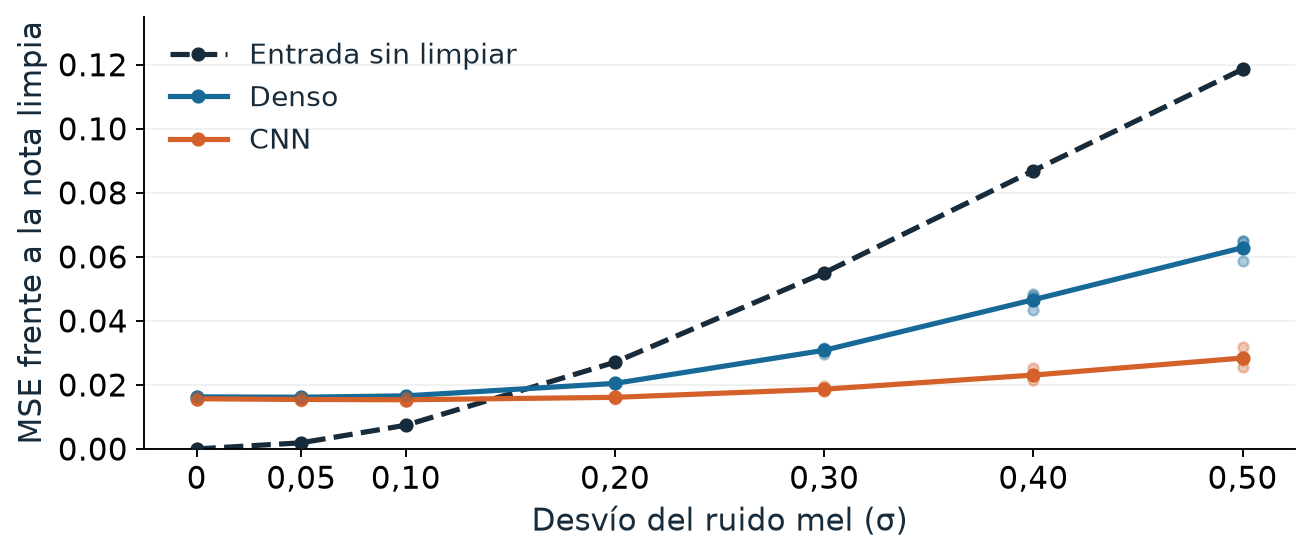 MSE frente a la nota limpia
0.12
0.10
0.08
0.06
0.04
0.02
0.00
Entrada sin limpiar
Denso
CNN
0 0,05 0,10 0,20 0,30 0,40 0,50
Desvío del ruido mel (σ)